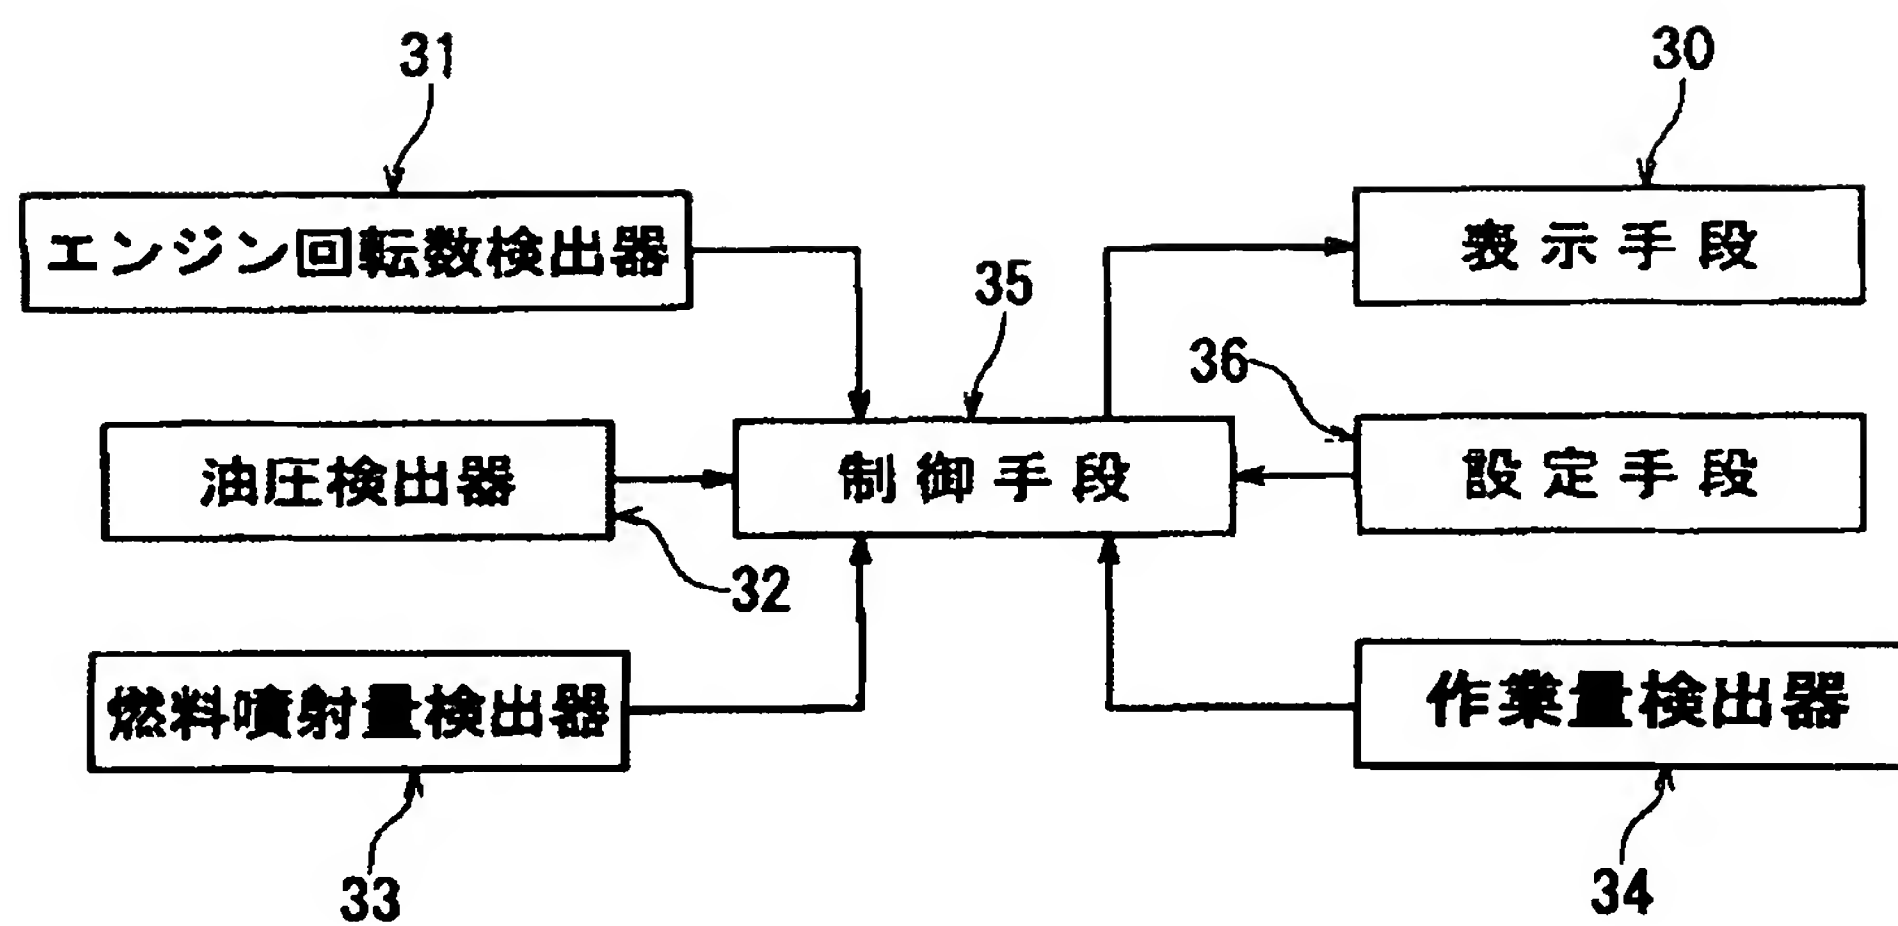 31
30
エンジン回転数検出器
表示手段
35
36
油圧検出器
制御手段
設定手段
32
燃料噴射量検出器
作業量検出器
33
34